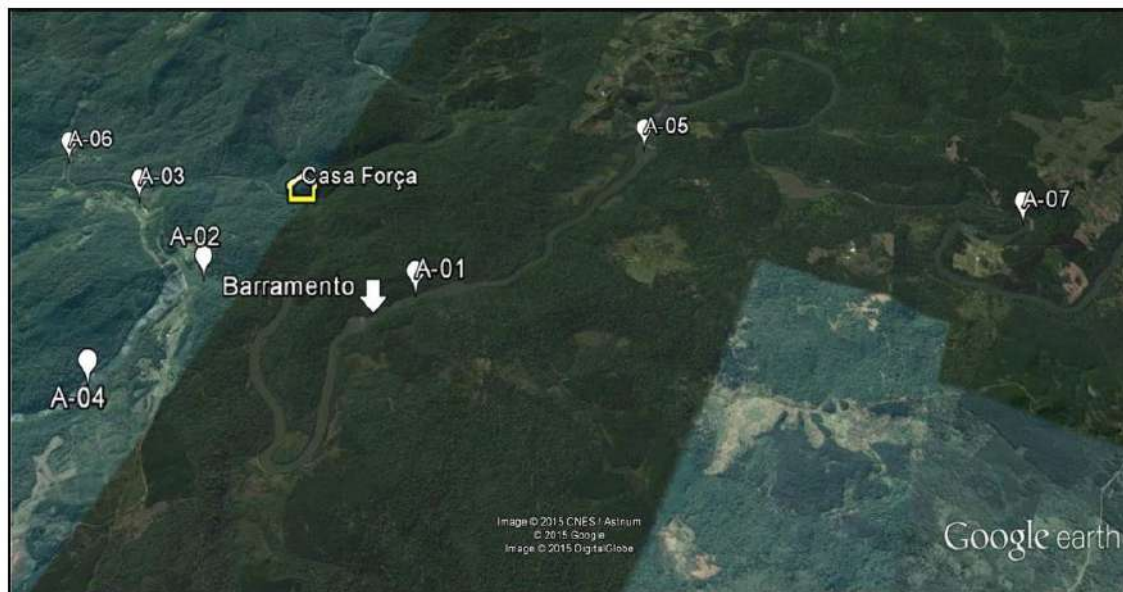 A-06
A-03
Casa Força
A-02
A-05
A-07
Barramento
A-01
A-04
Image © 2015 CNES / Astrium
© 2015 Google
Image © 2015 DigitalGlobe
Google earth